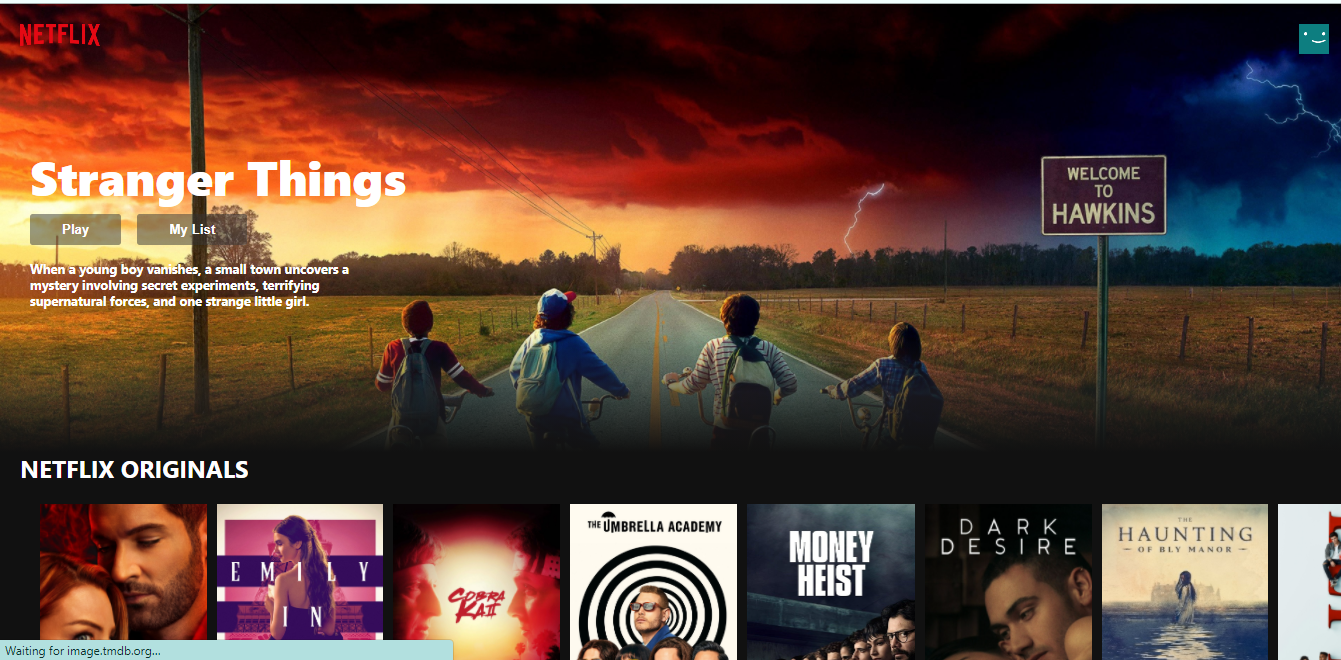 NETFLIX
Stranger Things
Play
My List
When a young boy vanishes, a small town uncovers a
mystery involving secret experiments, terrifying
supernatural forces, and one strange little girl.
WELCOME
TO
HAWKINS
NETFLIX ORIGINALS
EMILY
IN
COBRA
KAI
THE UMBRELLA ACADEMY
MONEY
HEIST
DARK
DESIRE
THE
HAUNTING
OF BLY MANOR
Waiting for image.tmdb.org...